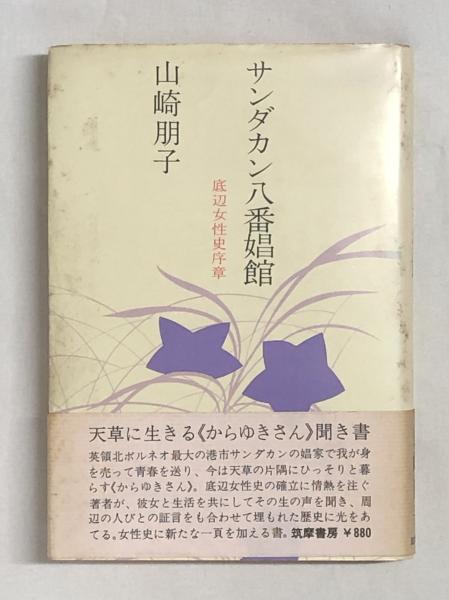 サンダカン八番娼館
底辺女性史序章
山崎朋子
天草に生きる《からゆきさん》聞き書
英領北ボルネオ最大の港市サンダカンの娼家で我が身
を売って青春を送り、今は天草の片隅にひっそりと暮
らす《からゆきさん》。底辺女性史の確立に情熱を注ぐ
著者が、彼女と生活を共にしてその生の声を聞き、周
辺の人びとの証言をも合わせて埋もれた歴史に光をあ
てる。女性史に新たな一頁を加える書。筑摩書房 ¥880